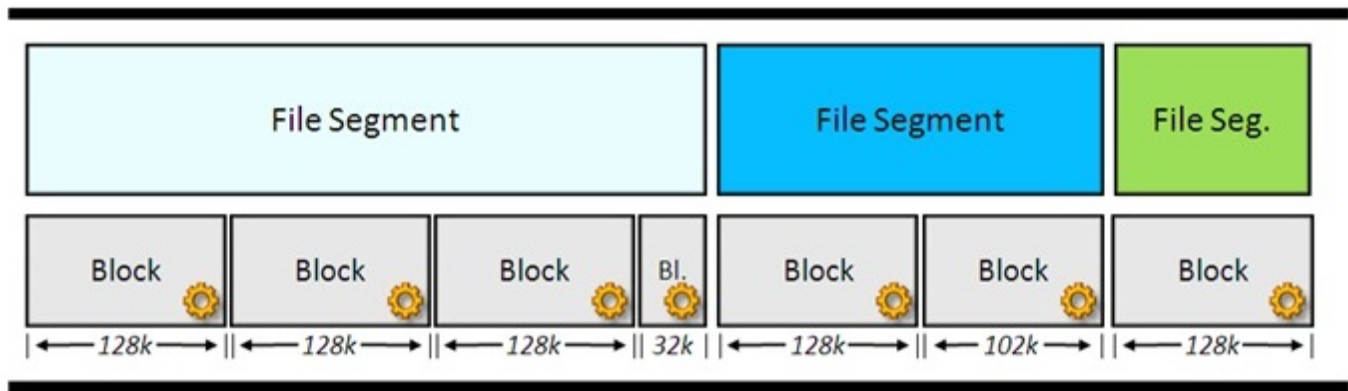 File Segment File Segment File Seg.
Block Block Block Bl. Block Block Block
128k 128k 128k 32k 128k 102k 128k